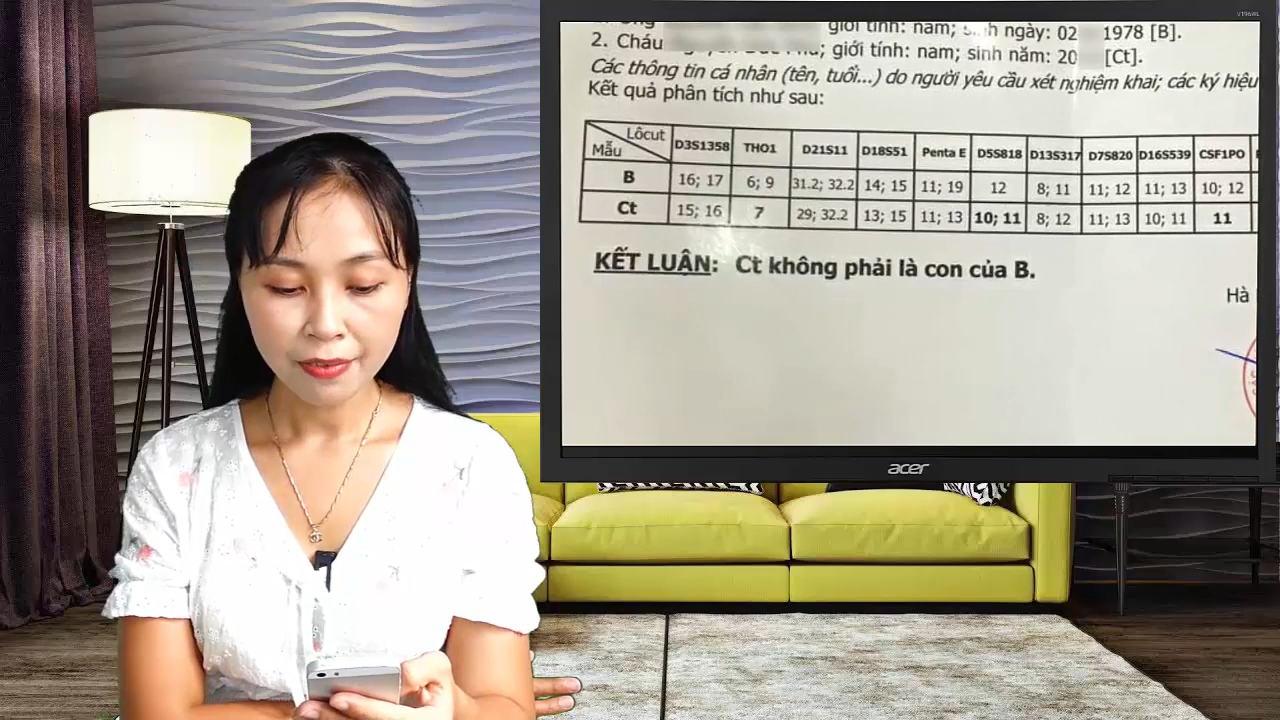 V196WL
giới tính: nam; sinh ngày: 02 1978 [B].
2. Cháu giới tính: nam; sinh năm: 20 [Ct].
Các thông tin cá nhân (tên, tuổi...) do người yêu cầu xét nghiệm khai; các ký hiệu
Kết quả phân tích như sau:
Lôcut Mẫu D3S1358 THO1 D21S11 D18S51 Penta E D5S818 D13S317 D7S820 D16S539 CSF1PO
B 16; 17 6; 9 31.2; 32.2 14; 15 11; 19 12 8; 11 11; 12 11; 13 10; 12
Ct 15; 16 7 29; 32.2 13; 15 11; 13 10; 11 8; 12 11; 13 10; 11 11
KẾT LUẬN: Ct không phải là con của B.
Hà
acer